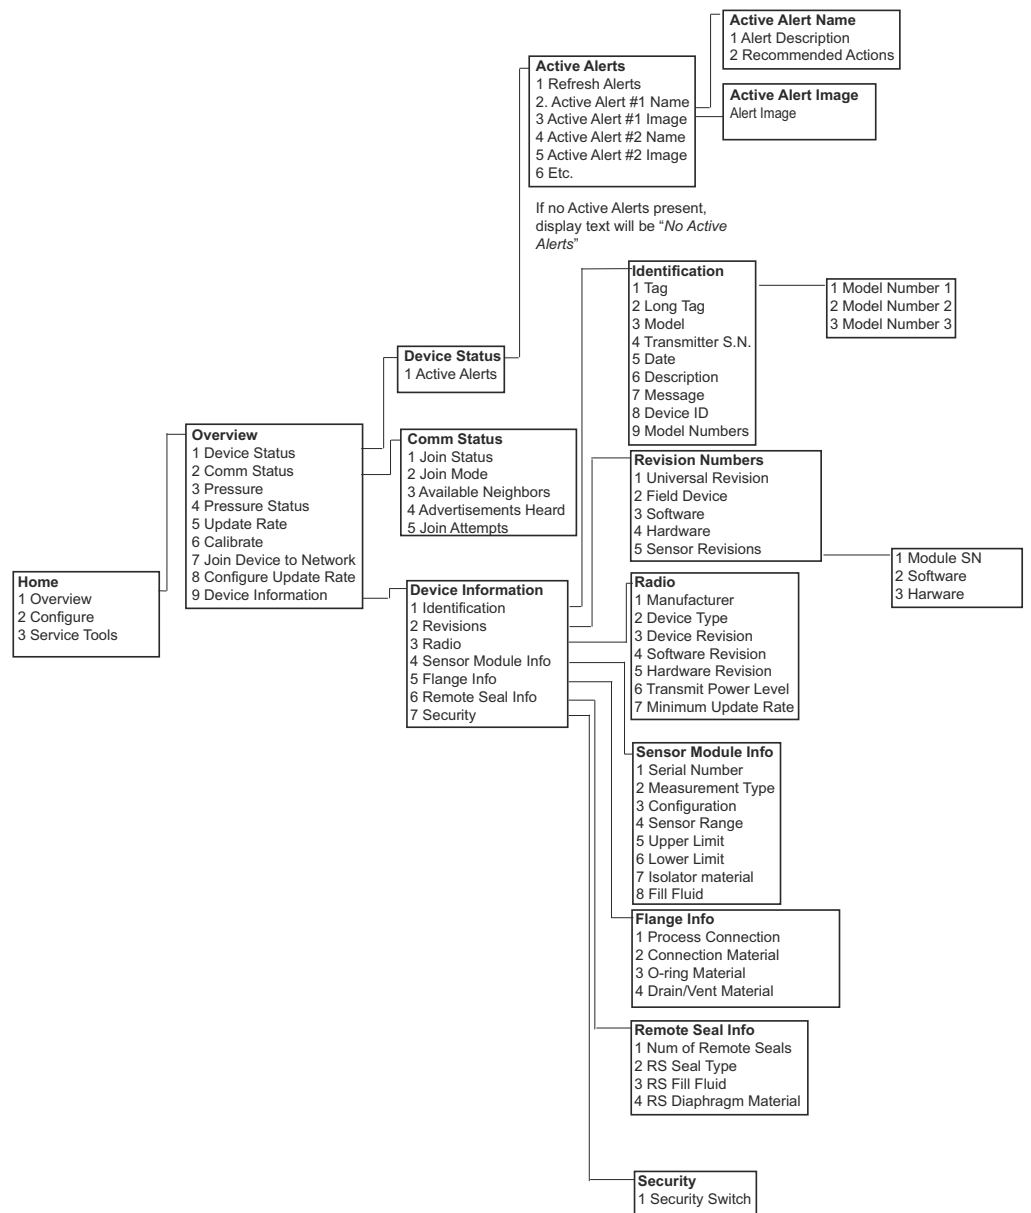 Active Alert Name
1 Alert Description
2 Recommended Actions
Active Alerts
1 Refresh Alerts
2. Active Alert #1 Name
3 Active Alert #1 Image
4 Active Alert #2 Name
5 Active Alert #2 Image
6 Etc.
Active Alert Image
Alert Image
If no Active Alerts present,
display text will be “No Active
Alerts”
Identification
1 Tag
2 Long Tag
3 Model
4 Transmitter S.N.
5 Date
6 Description
7 Message
8 Device ID
9 Model Numbers
1 Model Number 1
2 Model Number 2
3 Model Number 3
Device Status
1 Active Alerts
Overview
1 Device Status
2 Comm Status
3 Pressure
4 Pressure Status
5 Update Rate
6 Calibrate
7 Join Device to Network
8 Configure Update Rate
9 Device Information
Comm Status
1 Join Status
2 Join Mode
3 Available Neighbors
4 Advertisements Heard
5 Join Attempts
Revision Numbers
1 Universal Revision
2 Field Device
3 Software
4 Hardware
5 Sensor Revisions
1 Module SN
2 Software
3 Harware
Home
1 Overview
2 Configure
3 Service Tools
Device Information
1 Identification
2 Revisions
3 Radio
4 Sensor Module Info
5 Flange Info
6 Remote Seal Info
7 Security
Radio
1 Manufacturer
2 Device Type
3 Device Revision
4 Software Revision
5 Hardware Revision
6 Transmit Power Level
7 Minimum Update Rate
Sensor Module Info
1 Serial Number
2 Measurement Type
3 Configuration
4 Sensor Range
5 Upper Limit
6 Lower Limit
7 Isolator material
8 Fill Fluid
Flange Info
1 Process Connection
2 Connection Material
3 O-ring Material
4 Drain/Vent Material
Remote Seal Info
1 Num of Remote Seals
2 RS Seal Type
3 RS Fill Fluid
4 RS Diaphragm Material
Security
1 Security Switch